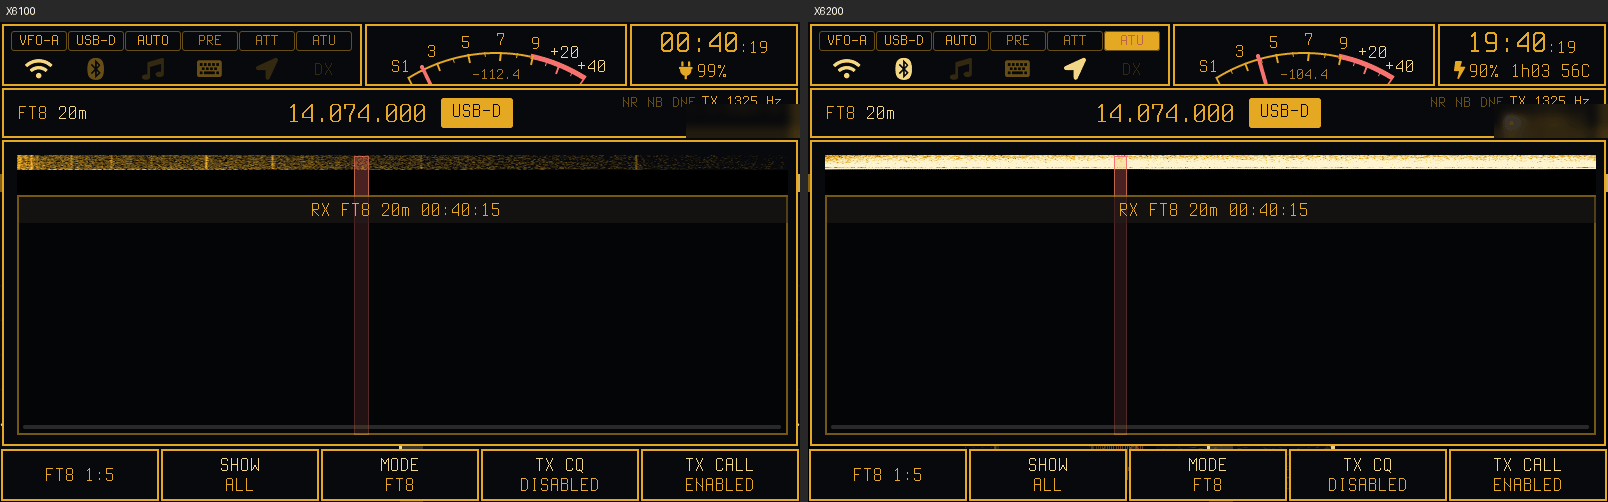 X6100
VFO-A USB-D AUTO PRE ATT ATU
DX
S1 3 5 7 9 +20 +40
-112.4
00:40:19
99%
FT8 20m 14.074.000 USB-D
NR NB DNF TX 1325 Hz
RX FT8 20m 00:40:15
FT8 1:5
SHOW
ALL
MODE
FT8
TX CQ
DISABLED
TX CALL
ENABLED
X6200
VFO-A USB-D AUTO PRE ATT ATU
DX
S1 3 5 7 9 +20 +40
-104.4
19:40:19
90% 1h03 56C
FT8 20m 14.074.000 USB-D
NR NB DNF TX 1325 Hz
RX FT8 20m 00:40:15
FT8 1:5
SHOW
ALL
MODE
FT8
TX CQ
DISABLED
TX CALL
ENABLED